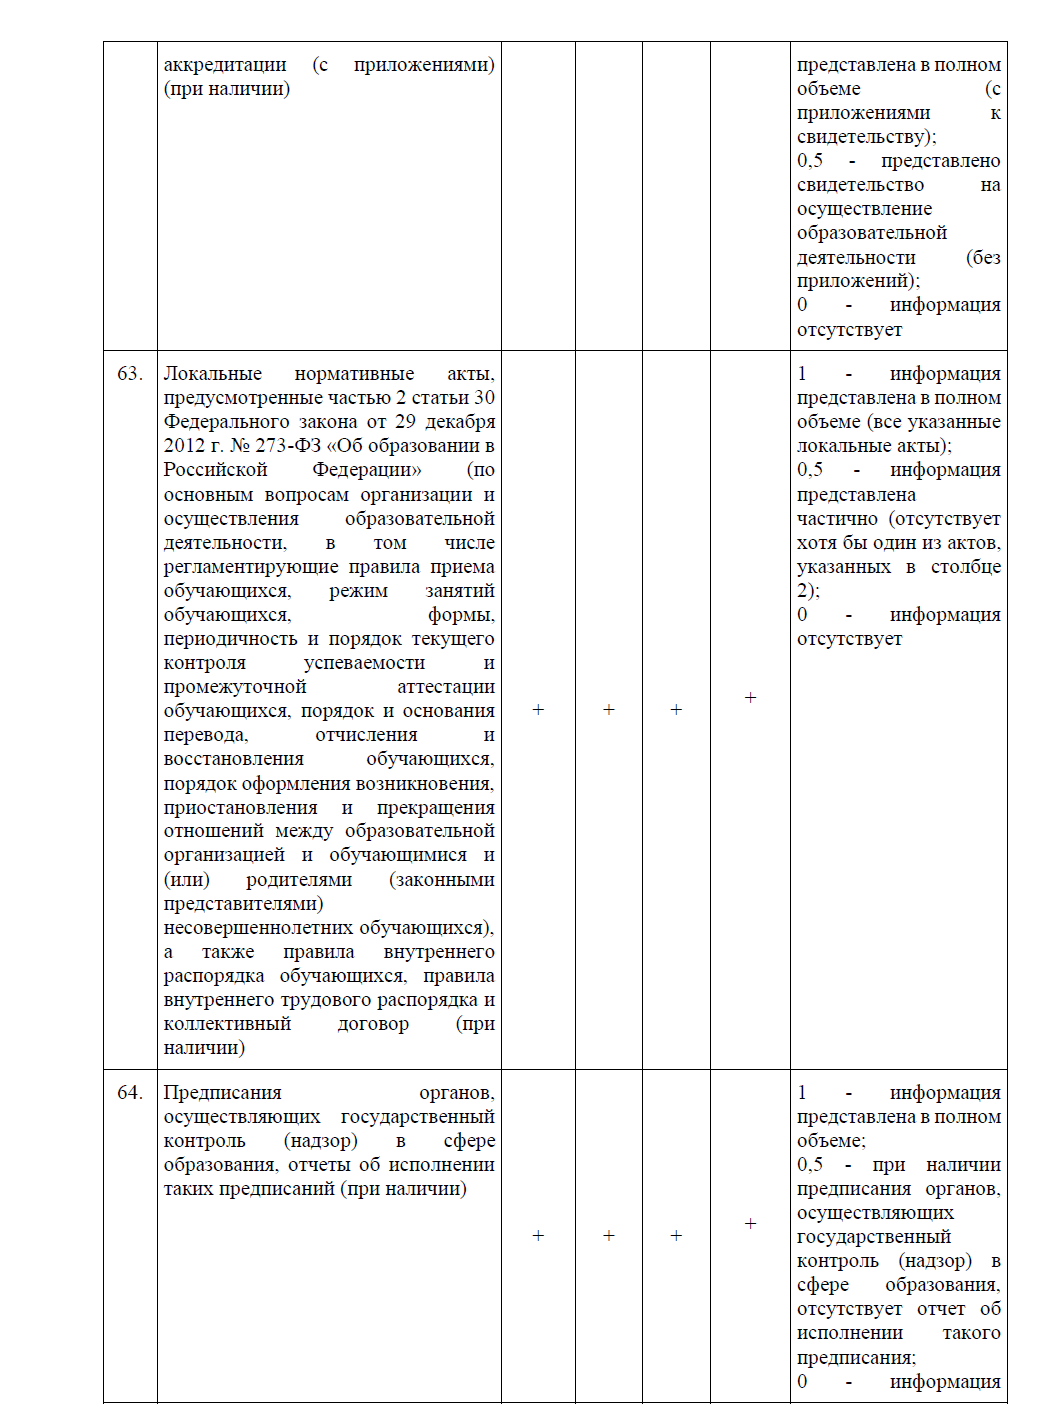 аккредитации (с приложениями)
(при наличии)
представлена в полном
объеме (с
приложениями к
свидетельству);
0,5 - представлено
свидетельство на
осуществление
образовательной
деятельности (без
приложений);
0 - информация
отсутствует
63.
Локальные нормативные акты,
предусмотренные частью 2 статьи 30
Федерального закона от 29 декабря
2012 г. № 273-ФЗ «Об образовании в
Российской Федерации» (по
основным вопросам организации и
осуществления образовательной
деятельности, в том числе
регламентирующие правила приема
обучающихся, режим занятий
обучающихся, формы,
периодичность и порядок текущего
контроля успеваемости и
промежуточной аттестации
обучающихся, порядок и основания
перевода, отчисления и
восстановления обучающихся,
порядок оформления возникновения,
приостановления и прекращения
отношений между образовательной
организацией и обучающимися и
(или) родителями (законными
представителями)
несовершеннолетних обучающихся),
а также правила внутреннего
распорядка обучающихся, правила
внутреннего трудового распорядка и
коллективный договор (при
наличии)
+ + + +
1 - информация
представлена в полном
объеме (все указанные
локальные акты);
0,5 - информация
представлена
частично (отсутствует
хотя бы один из актов,
указанных в столбце
2);
0 - информация
отсутствует
64.
Предписания органов,
осуществляющих государственный
контроль (надзор) в сфере
образования, отчеты об исполнении
таких предписаний (при наличии)
+ + + +
1 - информация
представлена в полном
объеме;
0,5 - при наличии
предписания органов,
осуществляющих
государственный
контроль (надзор) в
сфере образования,
отсутствует отчет об
исполнении такого
предписания;
0 - информация